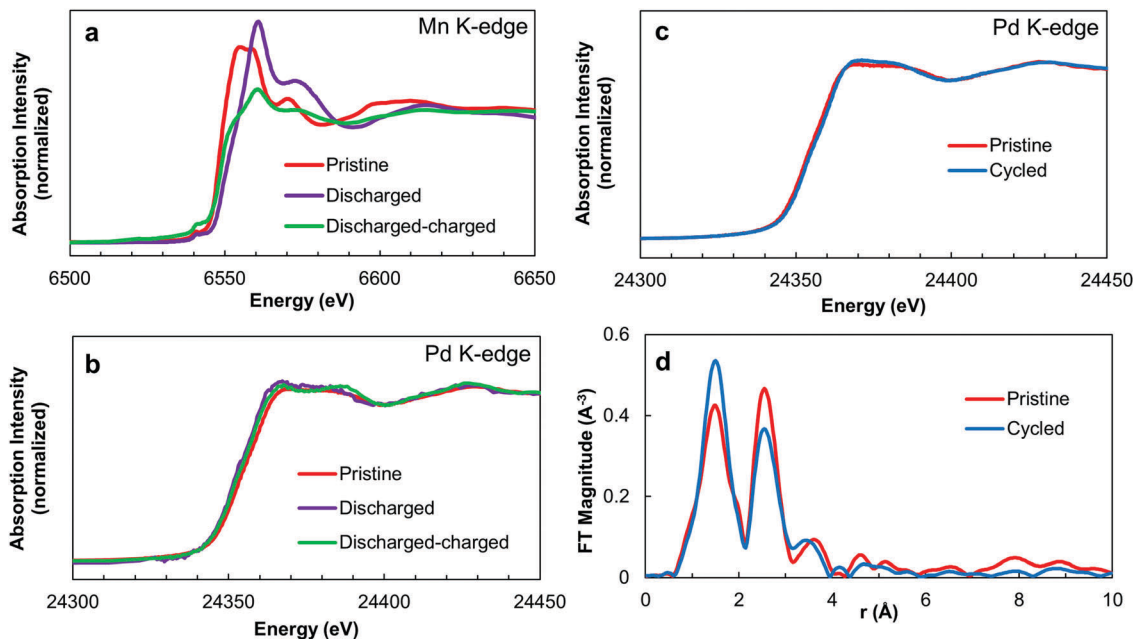 a
Mn K-edge
Absorption Intensity
(normalized)
Pristine
Discharged
Discharged-charged
6500 6550 6600 6650
Energy (eV)
c
Pd K-edge
Absorption Intensity
(normalized)
Pristine
Cycled
24300 24350 24400 24450
Energy (eV)
b
Pd K-edge
Absorption Intensity
(normalized)
Pristine
Discharged
Discharged-charged
24300 24350 24400 24450
Energy (eV)
d
FT Magnitude (A⁻³)
0.6
0.4
0.2
0
Pristine
Cycled
0 2 4 6 8 10
r (Å)